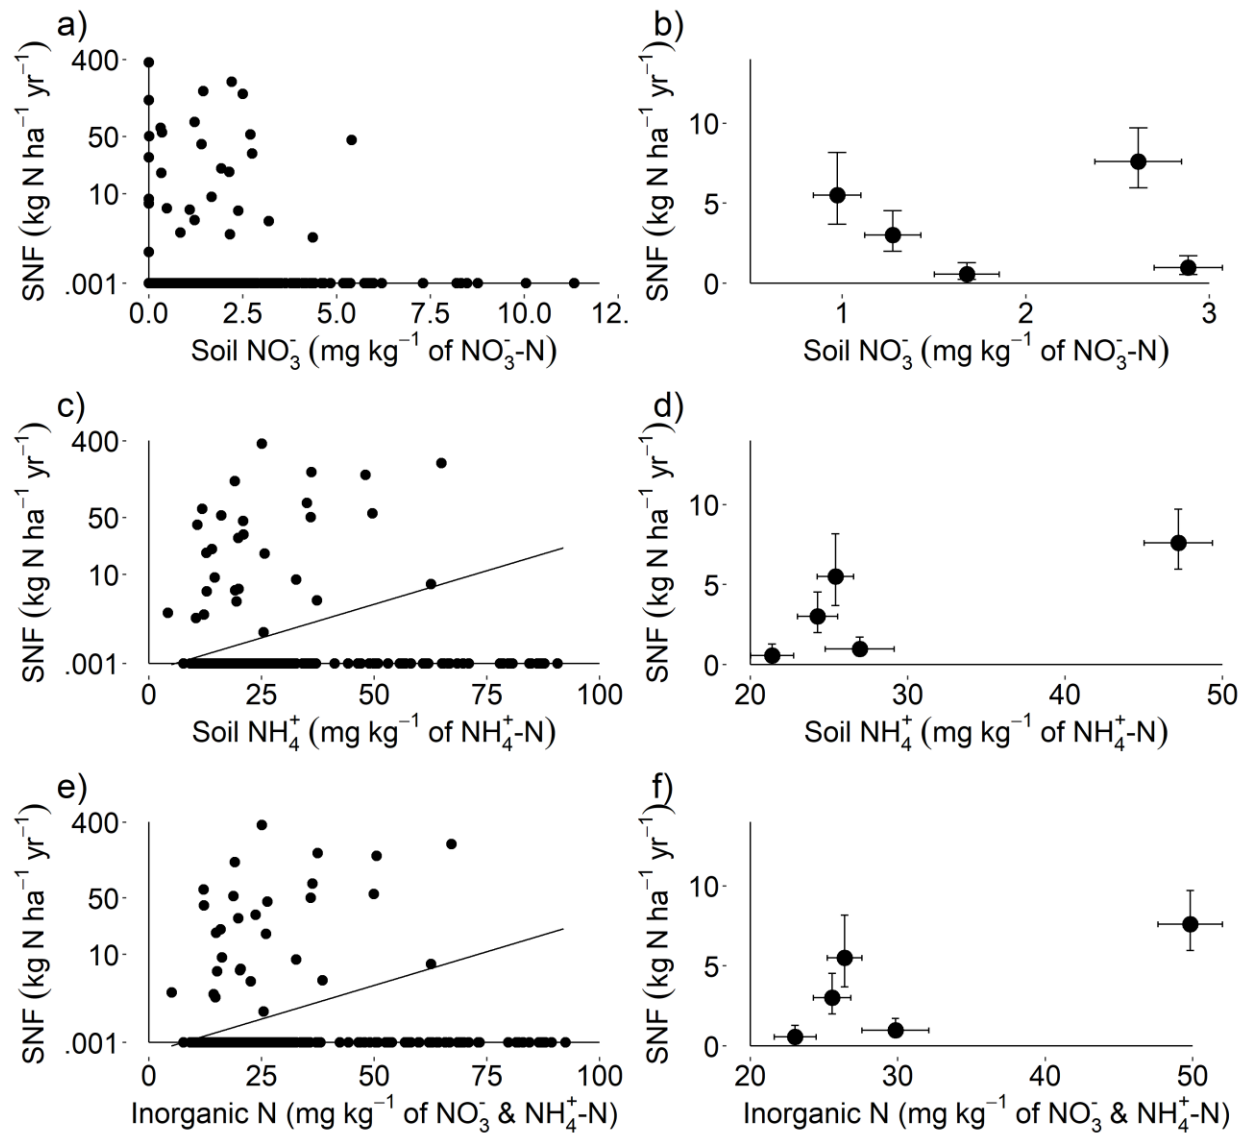 a)
SNF (kg N ha⁻¹ yr⁻¹)
400
50
10
.001
0.0 2.5 5.0 7.5 10.0 12.
Soil NO₃⁻ (mg kg⁻¹ of NO₃⁻-N)
b)
SNF (kg N ha⁻¹ yr⁻¹)
10
5
0
1 2 3
Soil NO₃⁻ (mg kg⁻¹ of NO₃⁻-N)
c)
SNF (kg N ha⁻¹ yr⁻¹)
400
50
10
.001
0 25 50 75 100
Soil NH₄⁺ (mg kg⁻¹ of NH₄⁺-N)
d)
SNF (kg N ha⁻¹ yr⁻¹)
10
5
0
20 30 40 50
Soil NH₄⁺ (mg kg⁻¹ of NH₄⁺-N)
e)
SNF (kg N ha⁻¹ yr⁻¹)
400
50
10
.001
0 25 50 75 100
Inorganic N (mg kg⁻¹ of NO₃⁻ & NH₄⁺-N)
f)
SNF (kg N ha⁻¹ yr⁻¹)
10
5
0
20 30 40 50
Inorganic N (mg kg⁻¹ of NO₃⁻ & NH₄⁺-N)